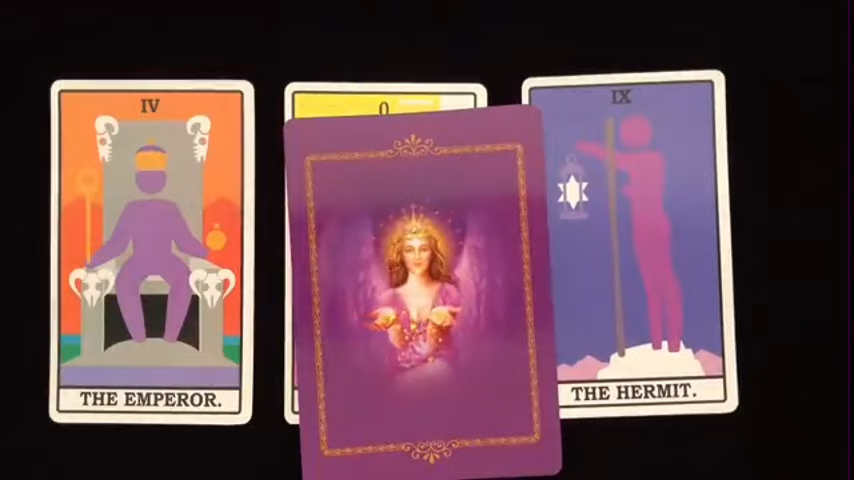 IV
THE EMPEROR.
0
IX
THE HERMIT.